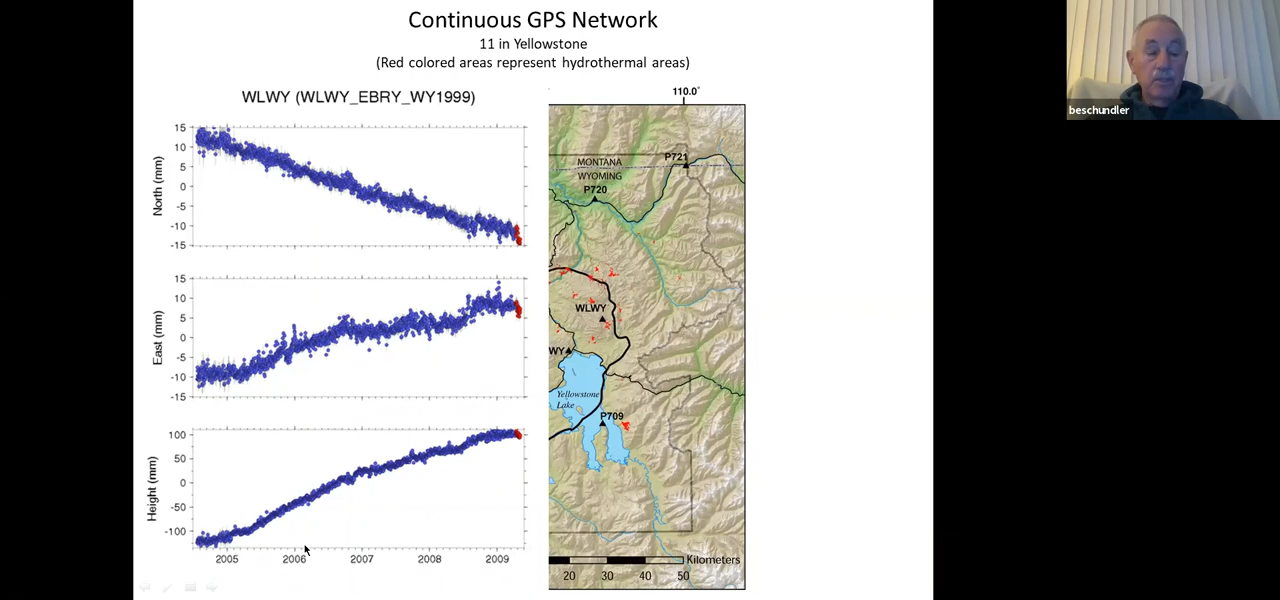 Continuous GPS Network
11 in Yellowstone
(Red colored areas represent hydrothermal areas)
beschundler
WLWY (WLWY_EBRY_WY1999)
15
10
5
0
-5
-10
-15
North (mm)
15
10
5
0
-5
-10
-15
East (mm)
100
50
0
-50
-100
Height (mm)
2005 2006 2007 2008 2009
110.0°
MONTANA
WYOMING
P721
P720
WLWY
WY
Yellowstone
Lake
P709
Kilometers
20 30 40 50